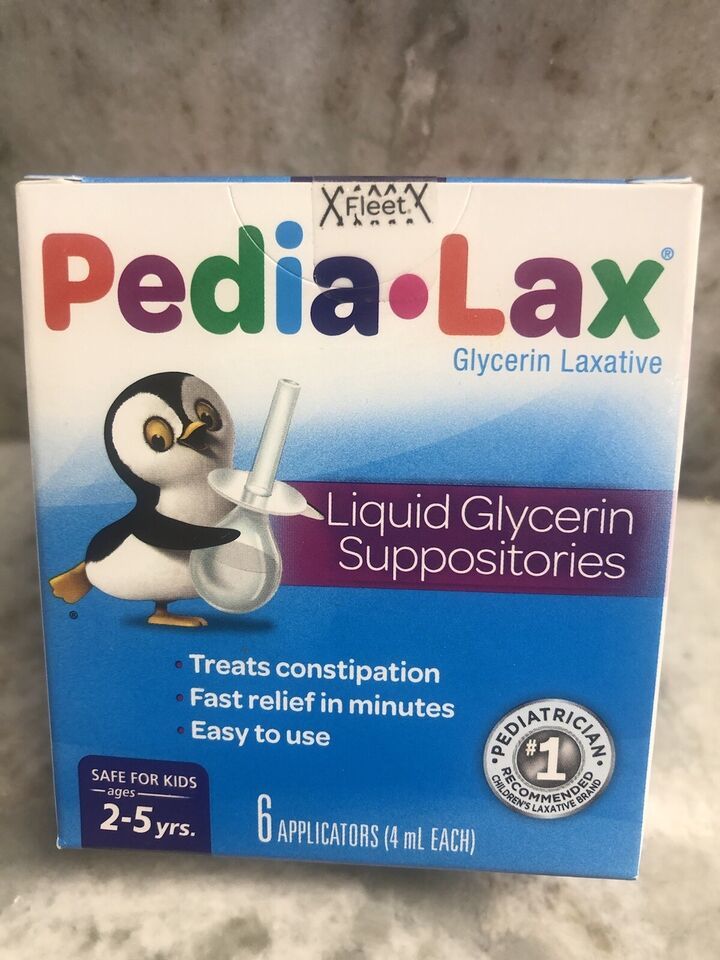 Fleet®
Pedia•Lax®
Glycerin Laxative
Liquid Glycerin
Suppositories
®
• Treats constipation
• Fast relief in minutes
• Easy to use
PEDIATRICIAN
#1
RECOMMENDED
CHILDREN'S LAXATIVE BRAND
SAFE FOR KIDS
ages
2-5 yrs.
6 APPLICATORS (4 mL EACH)